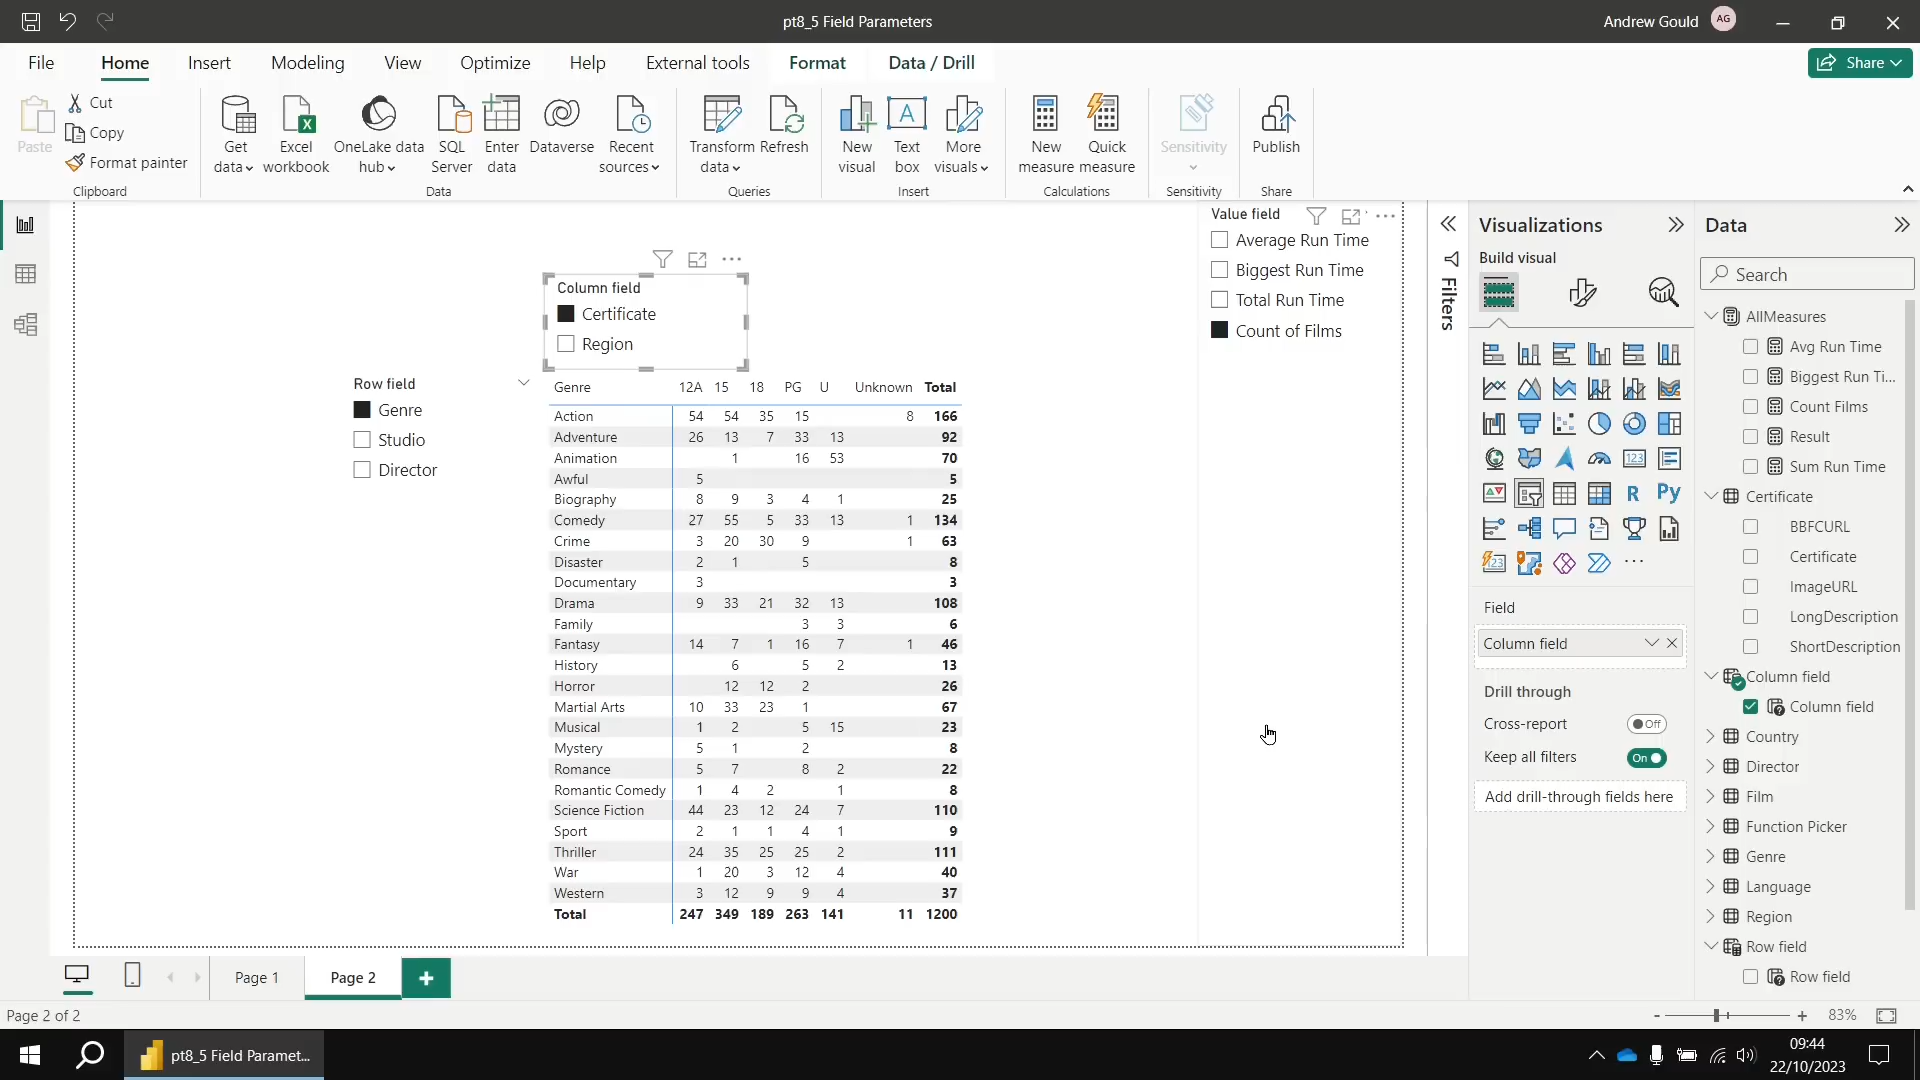 pt8_5 Field Parameters
Andrew Gould
AG
File
Home
Insert
Modeling
View
Optimize
Help
External tools
Format
Data / Drill
Share
Paste
Cut
Copy
Format painter
Clipboard
Get data
Excel workbook
OneLake data hub
SQL Server
Enter data
Dataverse
Recent sources
Data
Transform data
Refresh
Queries
New visual
Text box
More visuals
Insert
New measure
Quick measure
Calculations
Sensitivity
Sensitivity
Publish
Share
Value field
Average Run Time
Biggest Run Time
Total Run Time
Count of Films
Column field
Certificate
Region
Row field
Genre
Studio
Director
Genre 12A 15 18 PG U Unknown Total
Action 54 54 35 15 8 166
Adventure 26 13 7 33 13 92
Animation 1 16 53 70
Awful 5 5
Biography 8 9 3 4 1 25
Comedy 27 55 5 33 13 1 134
Crime 3 20 30 9 1 63
Disaster 2 1 5 8
Documentary 3 3
Drama 9 33 21 32 13 108
Family 3 3 6
Fantasy 14 7 1 16 7 1 46
History 6 5 2 13
Horror 12 12 2 26
Martial Arts 10 33 23 1 67
Musical 1 2 5 15 23
Mystery 5 1 2 8
Romance 5 7 8 2 22
Romantic Comedy 1 4 2 1 8
Science Fiction 44 23 12 24 7 110
Sport 2 1 1 4 1 9
Thriller 24 35 25 25 2 111
War 1 20 3 12 4 40
Western 3 12 9 9 4 37
Total 247 349 189 263 141 11 1200
Filters
Visualizations
Build visual
123
R
Py
123
Field
Column field
Drill through
Cross-report
Off
Keep all filters
On
Add drill-through fields here
Data
Search
AllMeasures
Avg Run Time
Biggest Run Ti...
Count Films
Result
Sum Run Time
Certificate
BBFCURL
Certificate
ImageURL
LongDescription
ShortDescription
Column field
Column field
Country
Director
Film
Function Picker
Genre
Language
Region
Row field
Row field
Page 1
Page 2
Page 2 of 2
- + 83%
pt8_5 Field Paramet...
09:44
22/10/2023